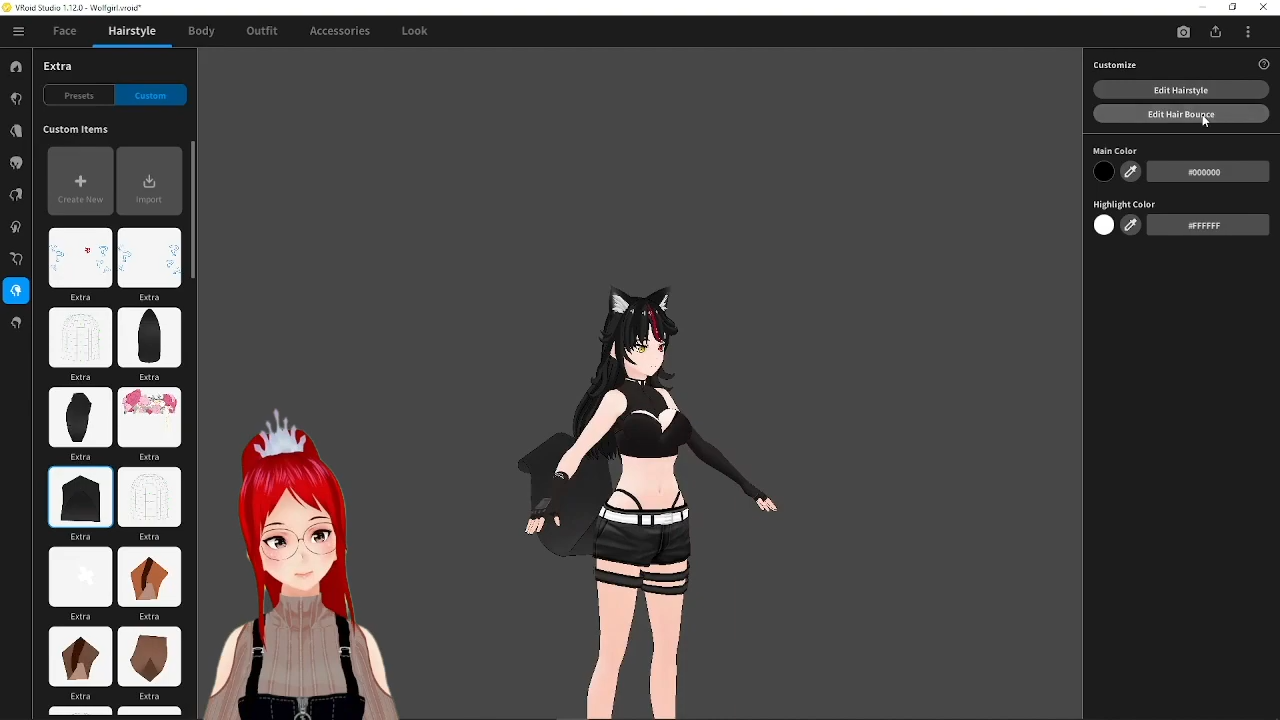 VRoid Studio 1.12.0 - Wolfgirl.vroid*
Face Hairstyle Body Outfit Accessories Look
Extra
Presets Custom
Custom Items
Create New Import
Extra Extra
Extra Extra
Extra Extra
Extra Extra
Extra Extra
Extra Extra
Customize
Edit Hairstyle
Edit Hair Bounce
Main Color
#000000
Highlight Color
#FFFFFF